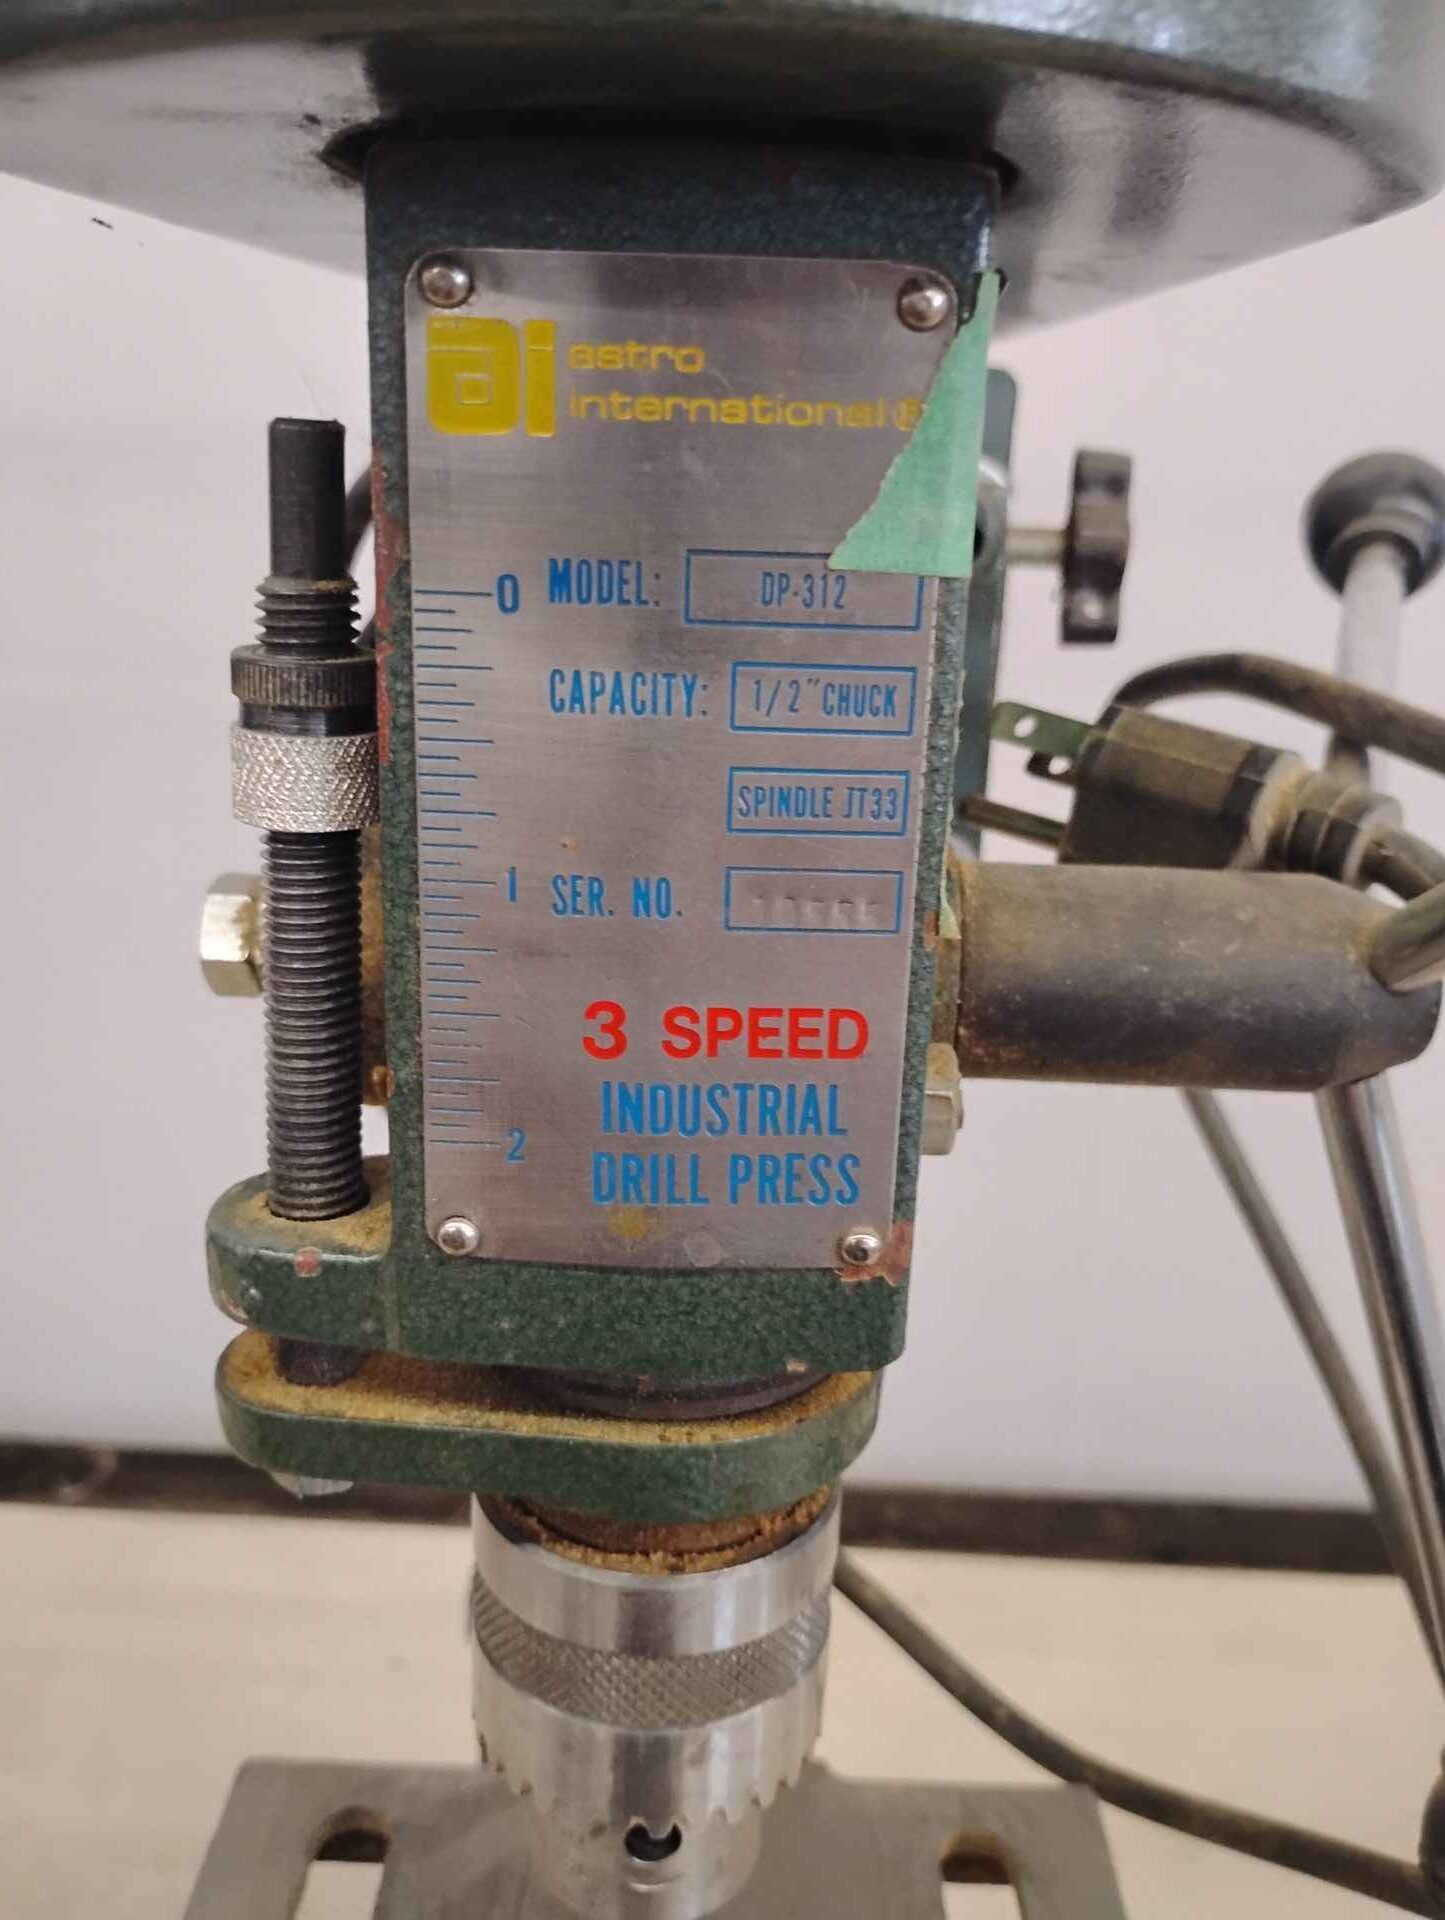 ai astro
international®
0 MODEL: DP-312
CAPACITY: 1/2" CHUCK
SPINDLE JT33
1 SER. NO.
3 SPEED
INDUSTRIAL
2 DRILL PRESS